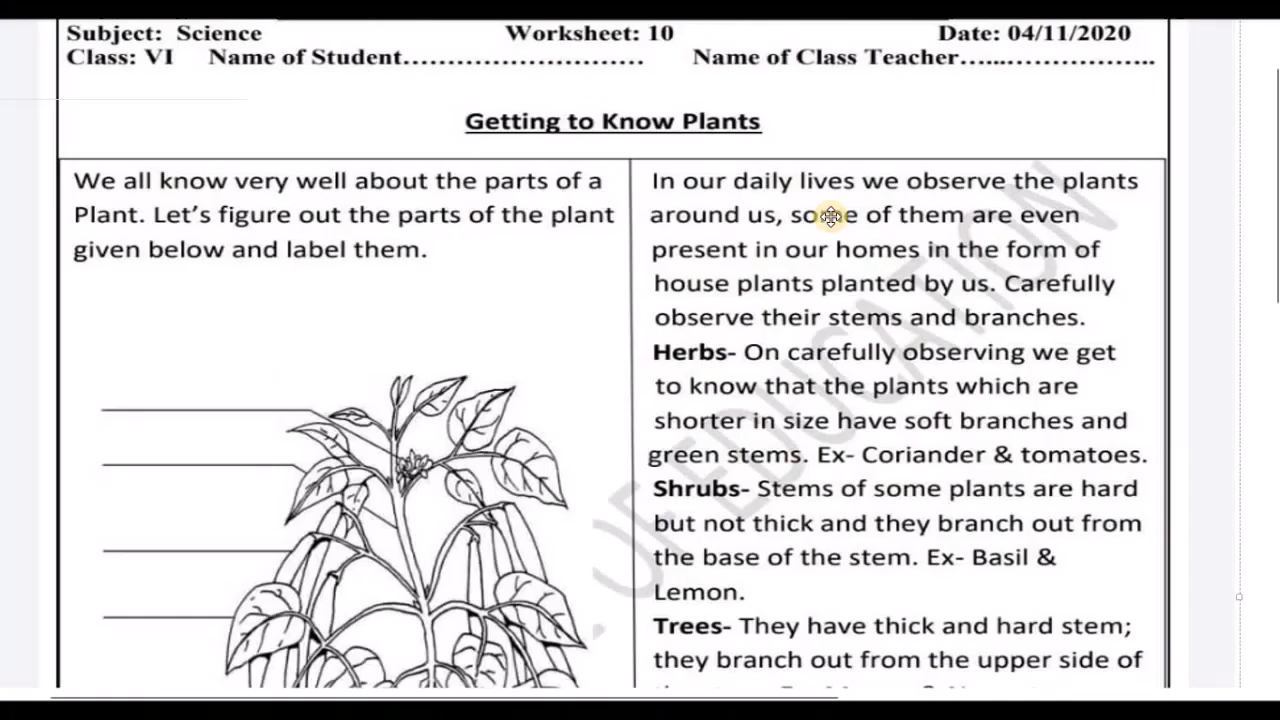 Subject: Science Worksheet: 10 Date: 04/11/2020
Class: VI Name of Student………………………. Name of Class Teacher…...……………..
Getting to Know Plants
We all know very well about the parts of a
Plant. Let's figure out the parts of the plant
given below and label them.
In our daily lives we observe the plants
around us, some of them are even
present in our homes in the form of
house plants planted by us. Carefully
observe their stems and branches.
Herbs- On carefully observing we get
to know that the plants which are
shorter in size have soft branches and
green stems. Ex- Coriander & tomatoes.
Shrubs- Stems of some plants are hard
but not thick and they branch out from
the base of the stem. Ex- Basil &
Lemon.
Trees- They have thick and hard stem;
they branch out from the upper side of
OF EDUCATION